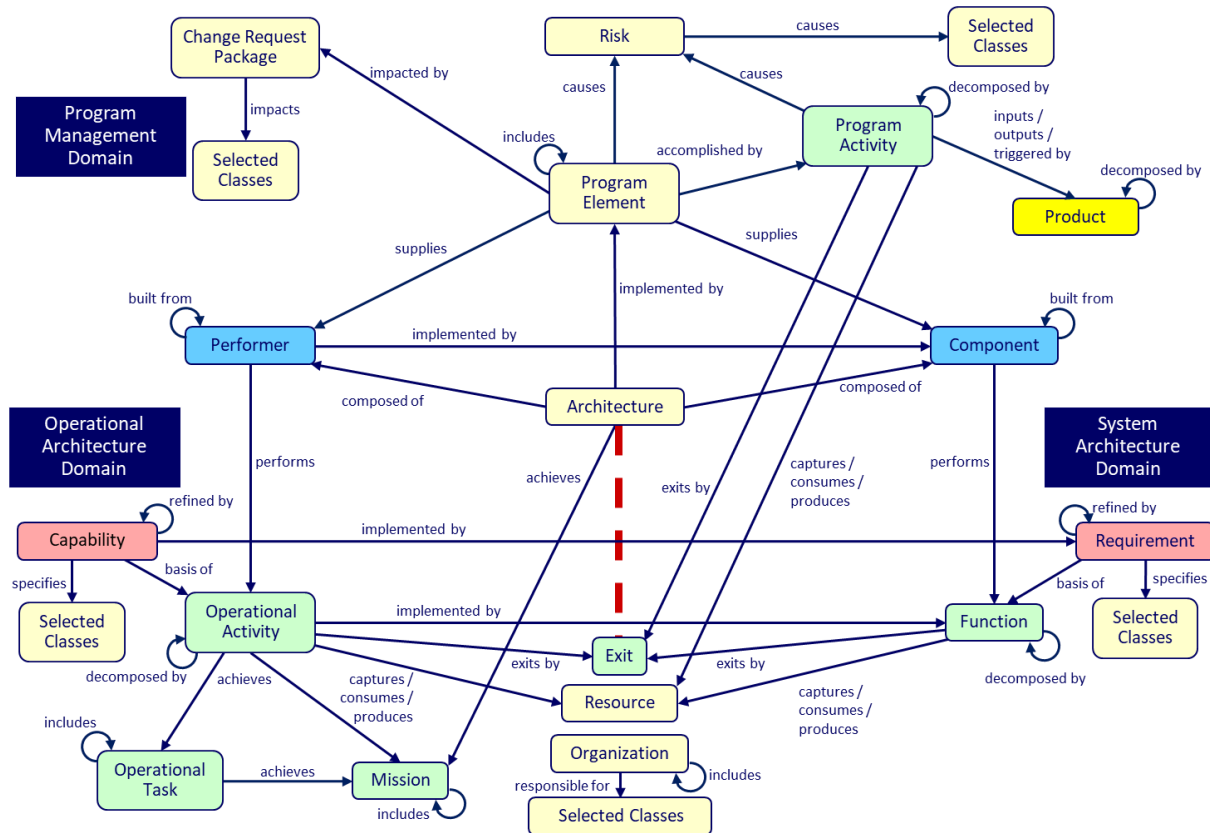 Change Request
Package
Risk
causes
Selected
Classes
impacted by
causes
causes
decomposed by
Program
Management
Domain
impacts
Selected
Classes
includes
accomplished by
Program
Activity
inputs /
outputs /
triggered by
decomposed by
Program
Element
Product
supplies
supplies
implemented by
built from
built from
Performer
implemented by
Component
composed of
Architecture
composed of
Operational
Architecture
Domain
System
Architecture
Domain
performs
achieves
exits by
captures /
consumes /
produces
performs
refined by
refined by
Capability
implemented by
Requirement
specifies
basis of
basis of
specifies
Selected
Classes
Operational
Activity
implemented by
Function
Selected
Classes
Exit
decomposed by
achieves
captures /
consumes /
produces
exits by
exits by
decomposed by
Resource
captures /
consumes /
produces
includes
Operational
Task
achieves
Mission
includes
Organization
includes
responsible for
Selected Classes